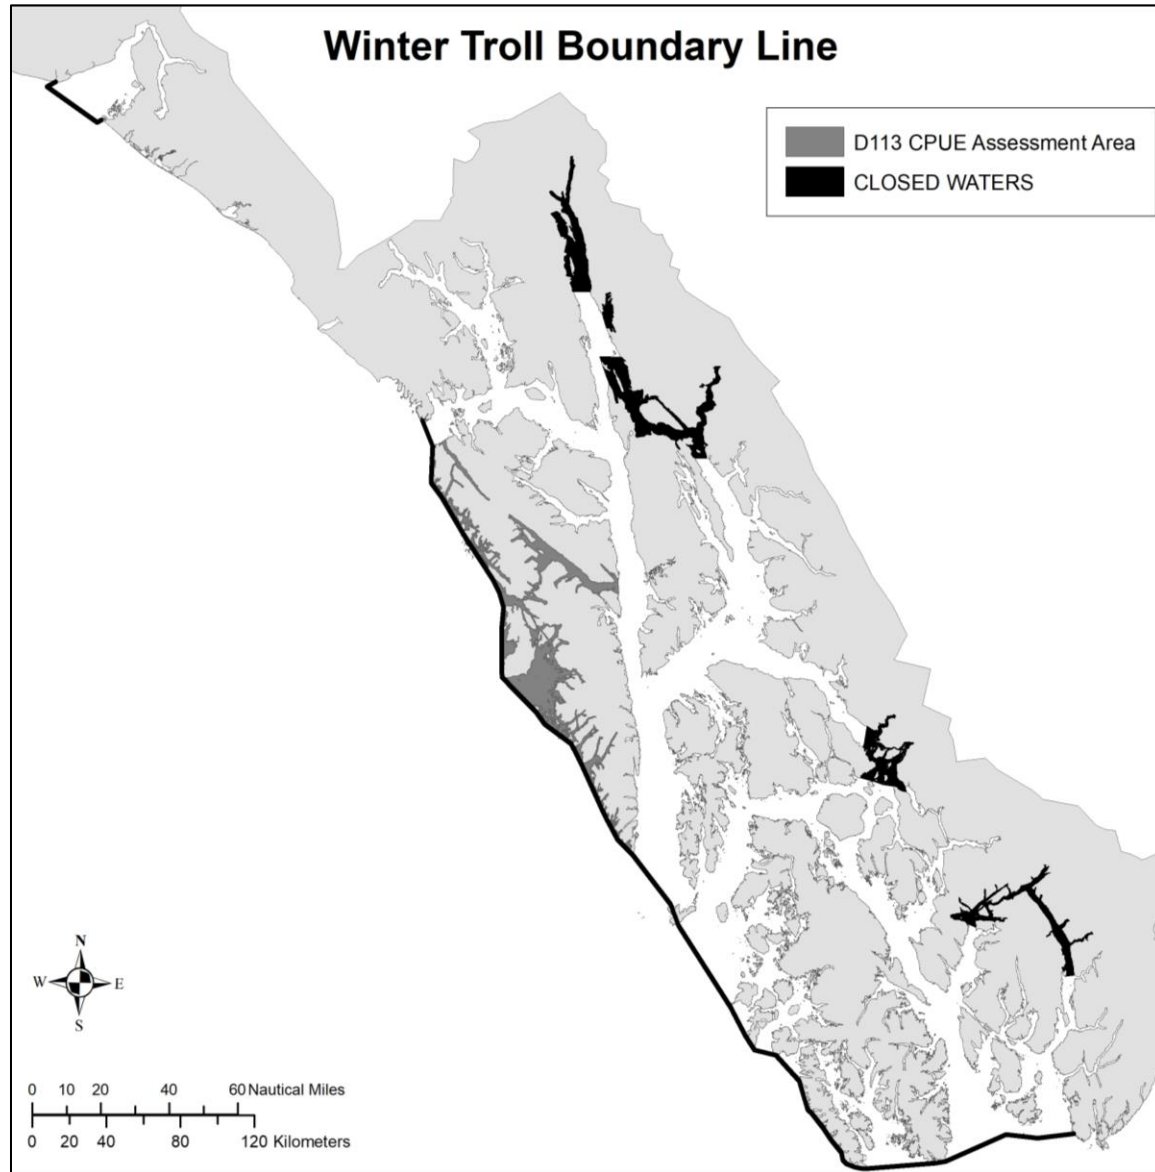 Winter Troll Boundary Line
D113 CPUE Assessment Area
CLOSED WATERS
N
W E
S
0 10 20 40 60 Nautical Miles
0 20 40 80 120 Kilometers